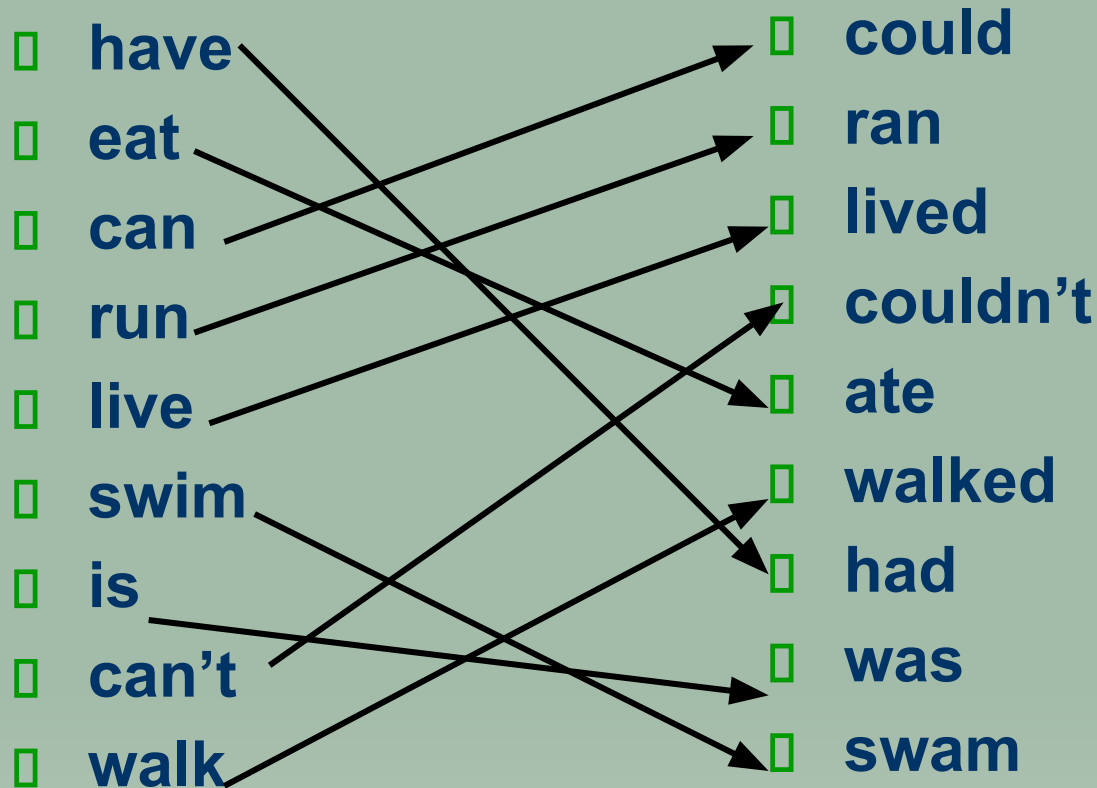 have
eat
can
run
live
swim
is
can’t
walk
could
ran
lived
couldn’t
ate
walked
had
was
swam